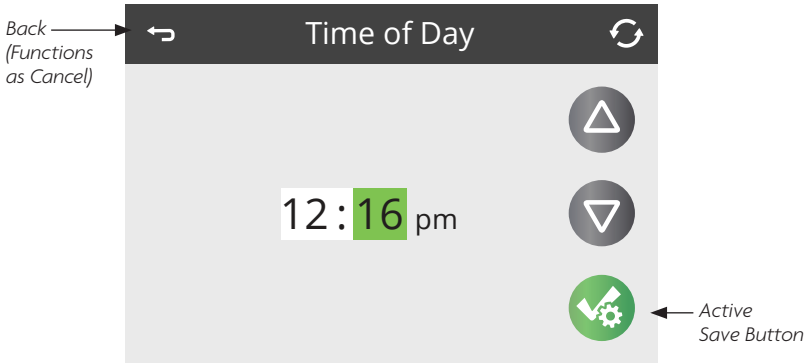 Back
(Functions
as Cancel)
Time of Day
12:16 pm
Active
Save Button